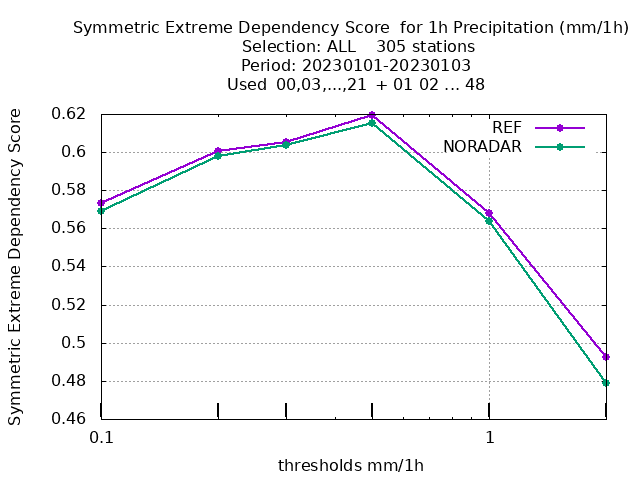 Symmetric Extreme Dependency Score for 1h Precipitation (mm/1h)
Selection: ALL 305 stations
Period: 20230101-20230103
Used 00,03,...,21 + 01 02 ... 48
Symmetric Extreme Dependency Score
0.62
0.6
0.58
0.56
0.54
0.52
0.5
0.48
0.46
REF
NORADAR
0.1
1
thresholds mm/1h